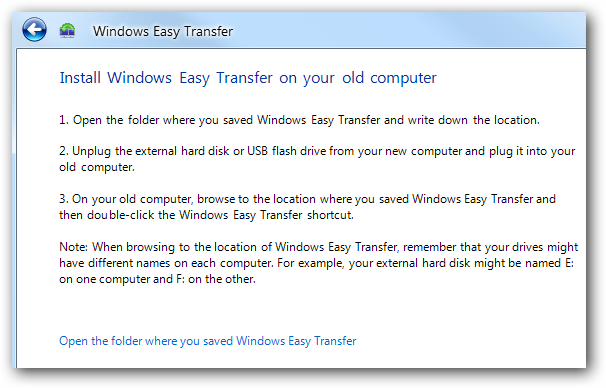 Windows Easy Transfer
Install Windows Easy Transfer on your old computer
1. Open the folder where you saved Windows Easy Transfer and write down the location.
2. Unplug the external hard disk or USB flash drive from your new computer and plug it into your
old computer.
3. On your old computer, browse to the location where you saved Windows Easy Transfer and
then double-click the Windows Easy Transfer shortcut.
Note: When browsing to the location of Windows Easy Transfer, remember that your drives might
have different names on each computer. For example, your external hard disk might be named E:
on one computer and F: on the other.
Open the folder where you saved Windows Easy Transfer